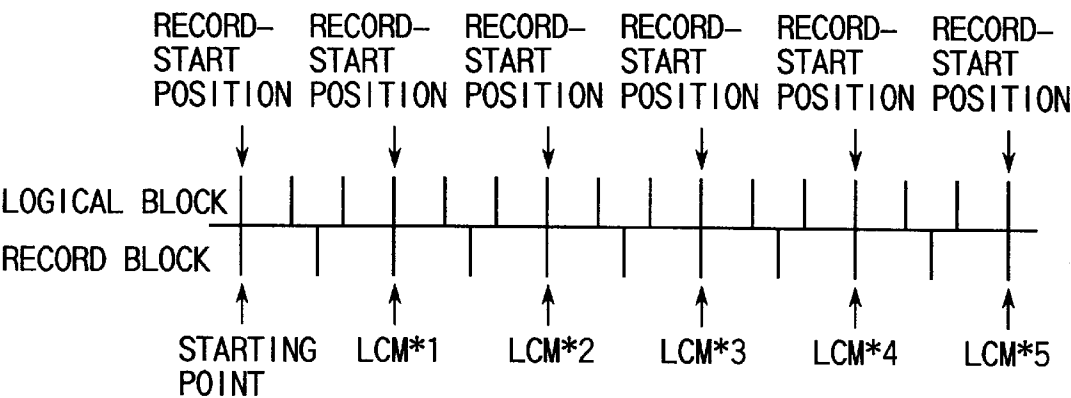 RECORD- RECORD- RECORD- RECORD- RECORD- RECORD-
START START START START START START
POSITION POSITION POSITION POSITION POSITION POSITION
LOGICAL BLOCK
RECORD BLOCK
STARTING LCM*1 LCM*2 LCM*3 LCM*4 LCM*5
POINT